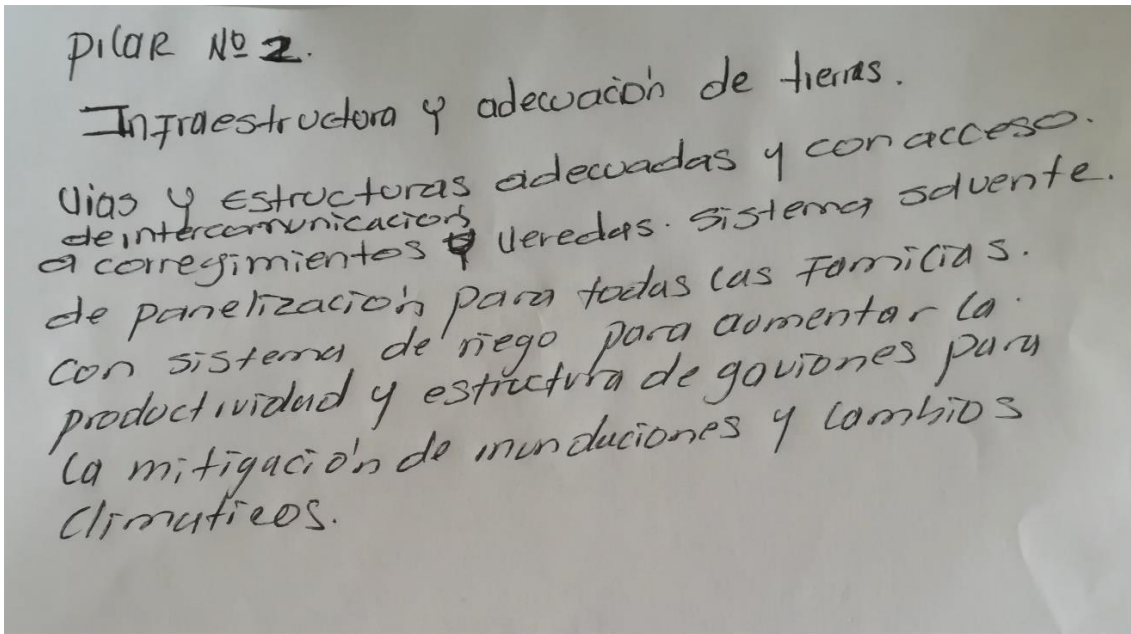 PILAR Nº 2.
Infraestructura y adecuación de tierras.
Vias y Estructuras adecuadas y con acceso.
de intercomunicación
a corregimientos y veredas. sistema solvente.
de panelización para todas las Familias.
con sistema de riego para aumentar la
productividad y estructura de gaviones para
la mitigación de inundaciones y cambios
climaticos.